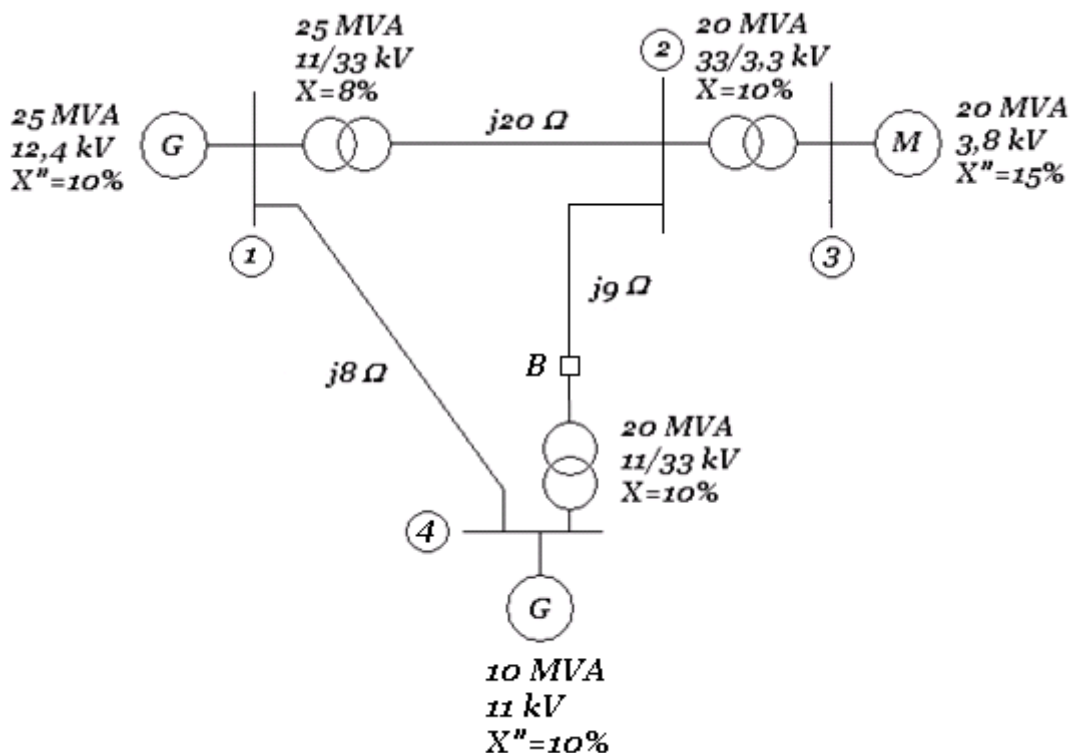 25 MVA
11/33 kV
X=8%
2
20 MVA
33/3,3 kV
X=10%
25 MVA
12,4 kV
X"=10%
G
j20 Ω
M
20 MVA
3,8 kV
X"=15%
1
3
j9 Ω
j8 Ω
B
20 MVA
11/33 kV
X=10%
4
G
10 MVA
11 kV
X"=10%